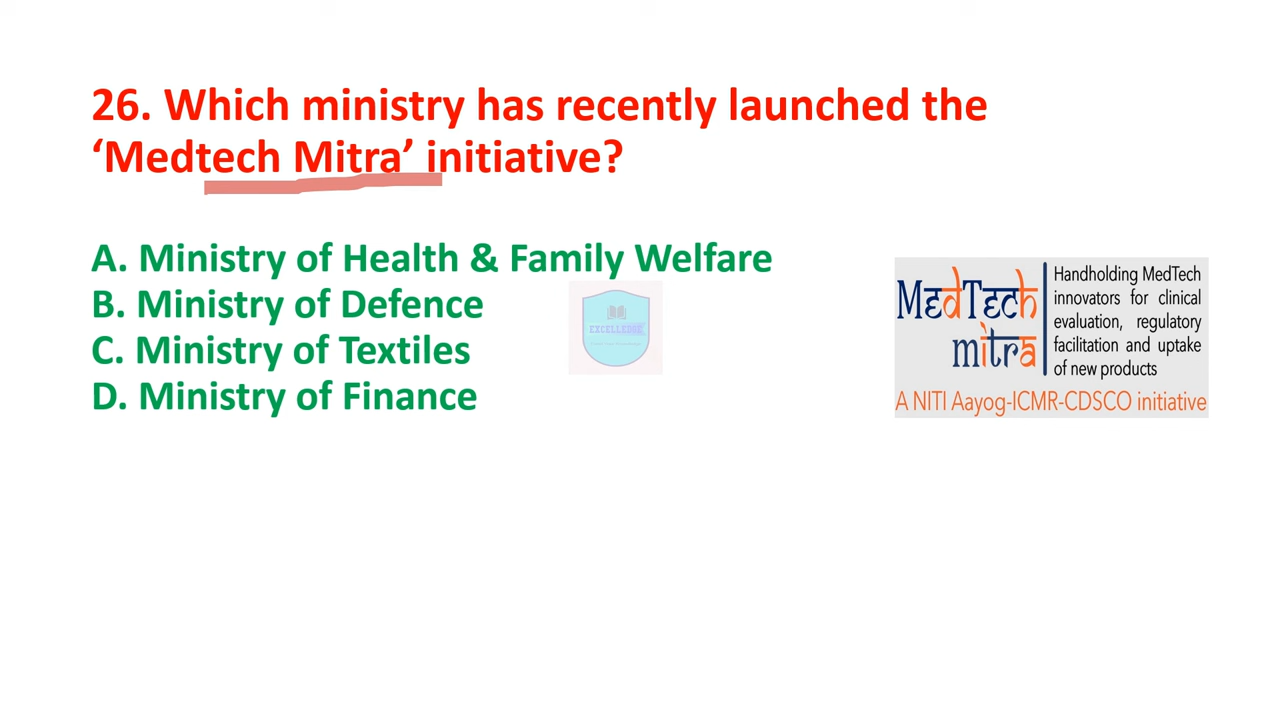 26. Which ministry has recently launched the
‘Medtech Mitra’ initiative?
A. Ministry of Health & Family Welfare
B. Ministry of Defence
C. Ministry of Textiles
D. Ministry of Finance
EXCELLENCE
MedTech
mitra
Handholding MedTech
innovators for clinical
evaluation, regulatory
facilitation and uptake
of new products
A NITI Aayog-ICMR-CDSCO initiative